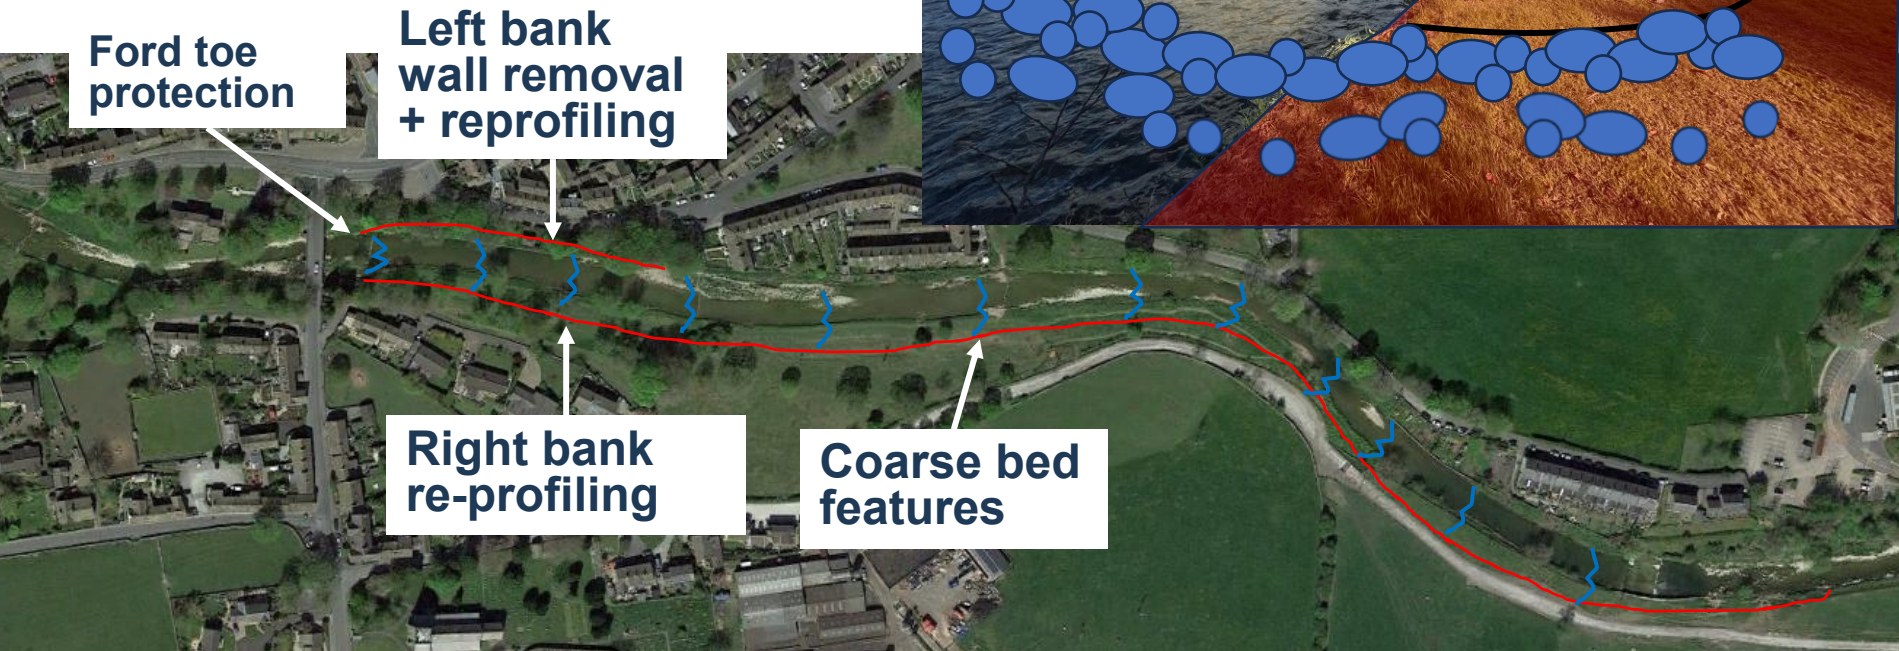 Ford toe
protection
Left bank
wall removal
+ reprofiling
Right bank
re-profiling
Coarse bed
features